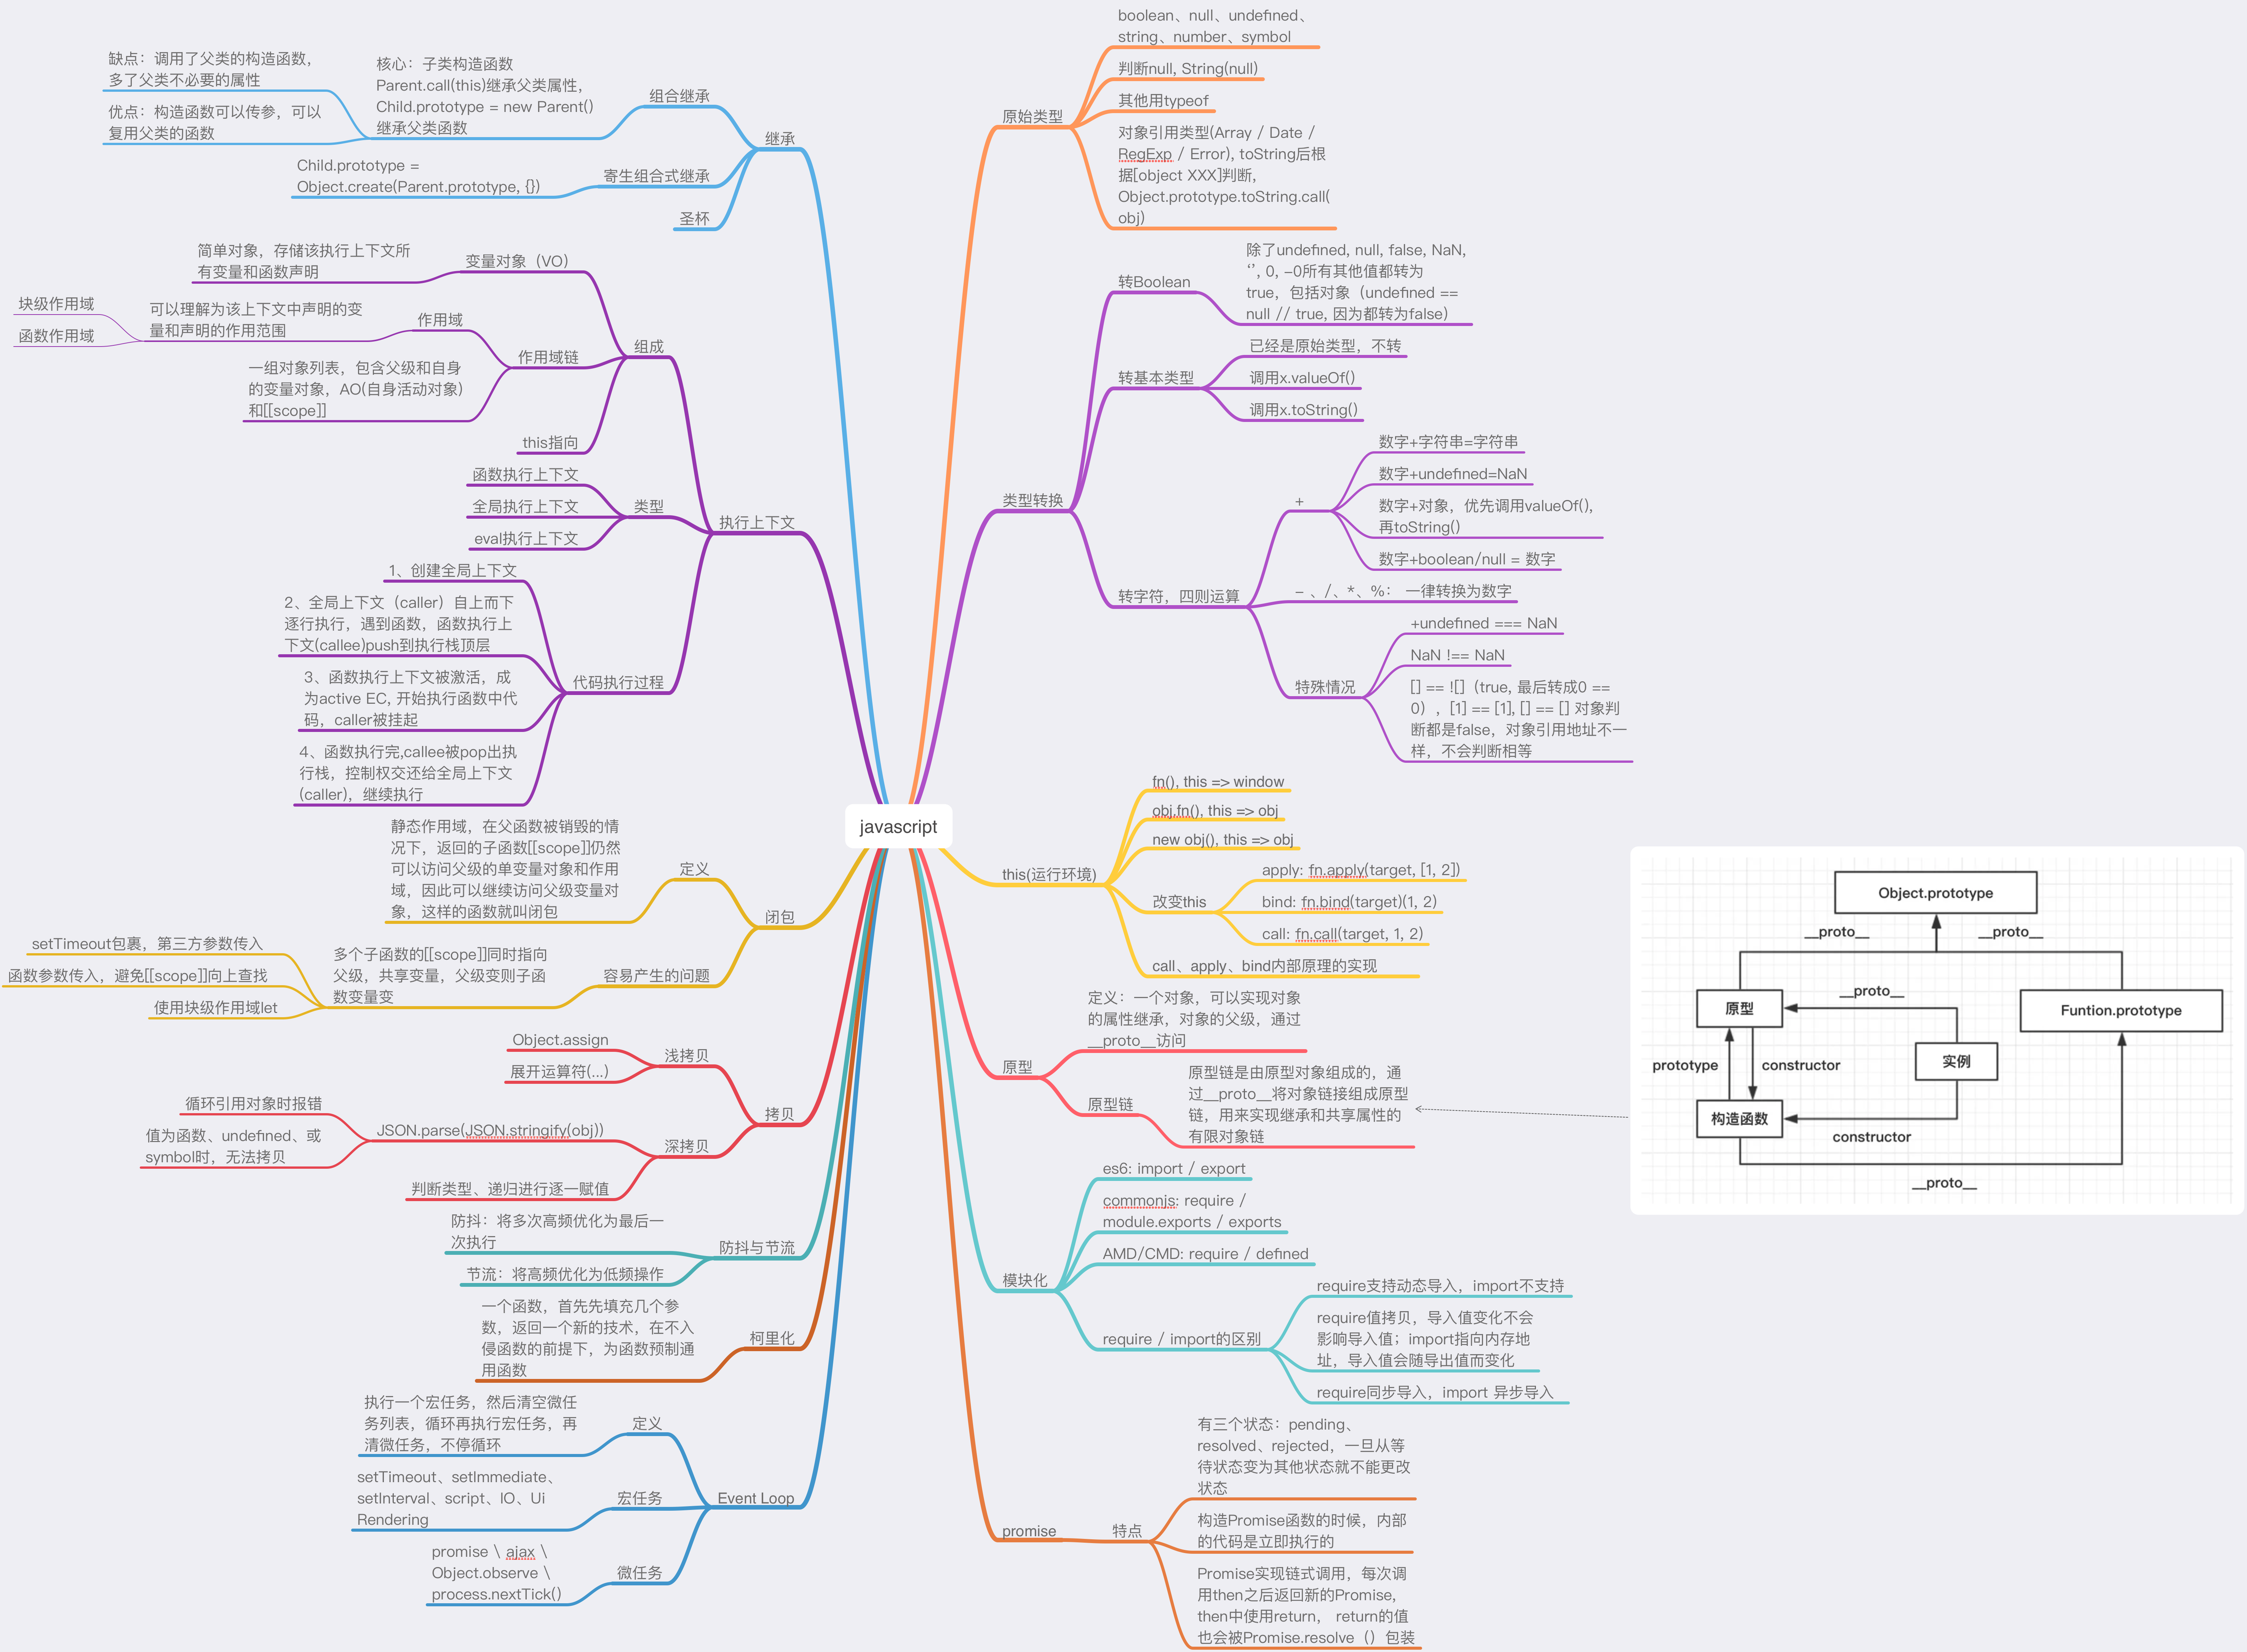 javascript
原始类型
boolean、null、undefined、
string、number、symbol
判断null, String(null)
其他用typeof
对象引用类型(Array / Date /
RegExp / Error), toString后根
据[object XXX]判断,
Object.prototype.toString.call(
obj)
类型转换
转Boolean
除了undefined, null, false, NaN,
‘’, 0, -0所有其他值都转为
true，包括对象（undefined ==
null // true, 因为都转为false)
转基本类型
已经是原始类型，不转
调用x.valueOf()
调用x.toString()
转字符，四则运算
+
数字+字符串=字符串
数字+undefined=NaN
数字+对象，优先调用valueOf(),
再toString()
数字+boolean/null = 数字
- 、/、*、%： 一律转换为数字
特殊情况
+undefined === NaN
NaN !== NaN
[] == ![]（true, 最后转成0 ==
0），[1] == [1], [] == [] 对象判
断都是false，对象引用地址不一
样，不会判断相等
this(运行环境)
fn(), this => window
obj.fn(), this => obj
new obj(), this => obj
改变this
apply: fn.apply(target, [1, 2])
bind: fn.bind(target)(1, 2)
call: fn.call(target, 1, 2)
call、apply、bind内部原理的实现
原型
定义：一个对象，可以实现对象
的属性继承，对象的父级，通过
__proto__访问
原型链
原型链是由原型对象组成的，通
过__proto__将对象链接组成原型
链，用来实现继承和共享属性的
有限对象链
Object.prototype
__proto__
__proto__
原型
__proto__
Funtion.prototype
prototype
constructor
实例
构造函数
constructor
__proto__
模块化
es6: import / export
commonjs: require /
module.exports / exports
AMD/CMD: require / defined
require / import的区别
require支持动态导入，import不支持
require值拷贝，导入值变化不会
影响导入值；import指向内存地
址，导入值会随导出值而变化
require同步导入，import 异步导入
promise
特点
有三个状态：pending、
resolved、rejected，一旦从等
待状态变为其他状态就不能更改
状态
构造Promise函数的时候，内部
的代码是立即执行的
Promise实现链式调用，每次调
用then之后返回新的Promise,
then中使用return， return的值
也会被Promise.resolve（）包装
继承
组合继承
核心：子类构造函数
Parent.call(this)继承父类属性,
Child.prototype = new Parent()
继承父类函数
缺点：调用了父类的构造函数，
多了父类不必要的属性
优点：构造函数可以传参，可以
复用父类的函数
寄生组合式继承
Child.prototype =
Object.create(Parent.prototype, {})
圣杯
执行上下文
组成
变量对象（VO）
简单对象，存储该执行上下文所
有变量和函数声明
作用域链
作用域
可以理解为该上下文中声明的变
量和声明的作用范围
块级作用域
函数作用域
一组对象列表，包含父级和自身
的变量对象，AO(自身活动对象)
和[[scope]]
this指向
类型
函数执行上下文
全局执行上下文
eval执行上下文
代码执行过程
1、创建全局上下文
2、全局上下文（caller）自上而下
逐行执行，遇到函数，函数执行上
下文(callee)push到执行栈顶层
3、函数执行上下文被激活，成
为active EC, 开始执行函数中代
码，caller被挂起
4、函数执行完,callee被pop出执
行栈，控制权交还给全局上下文
(caller)，继续执行
闭包
定义
静态作用域，在父函数被销毁的情
况下，返回的子函数[[scope]]仍然
可以访问父级的单变量对象和作用
域，因此可以继续访问父级变量对
象，这样的函数就叫闭包
容易产生的问题
多个子函数的[[scope]]同时指向
父级，共享变量，父级变则子函
数变量变
setTimeout包裹，第三方参数传入
函数参数传入，避免[[scope]]向上查找
使用块级作用域let
拷贝
浅拷贝
Object.assign
展开运算符(...)
深拷贝
JSON.parse(JSON.stringify(obj))
循环引用对象时报错
值为函数、undefined、或
symbol时，无法拷贝
判断类型、递归进行逐一赋值
防抖与节流
防抖：将多次高频优化为最后一
次执行
节流：将高频优化为低频操作
柯里化
一个函数，首先先填充几个参
数，返回一个新的技术，在不入
侵函数的前提下，为函数预制通
用函数
Event Loop
定义
执行一个宏任务，然后清空微任
务列表，循环再执行宏任务，再
清微任务，不停循环
宏任务
setTimeout、setImmediate、
setInterval、script、IO、Ui
Rendering
微任务
promise \ ajax \
Object.observe \
process.nextTick()